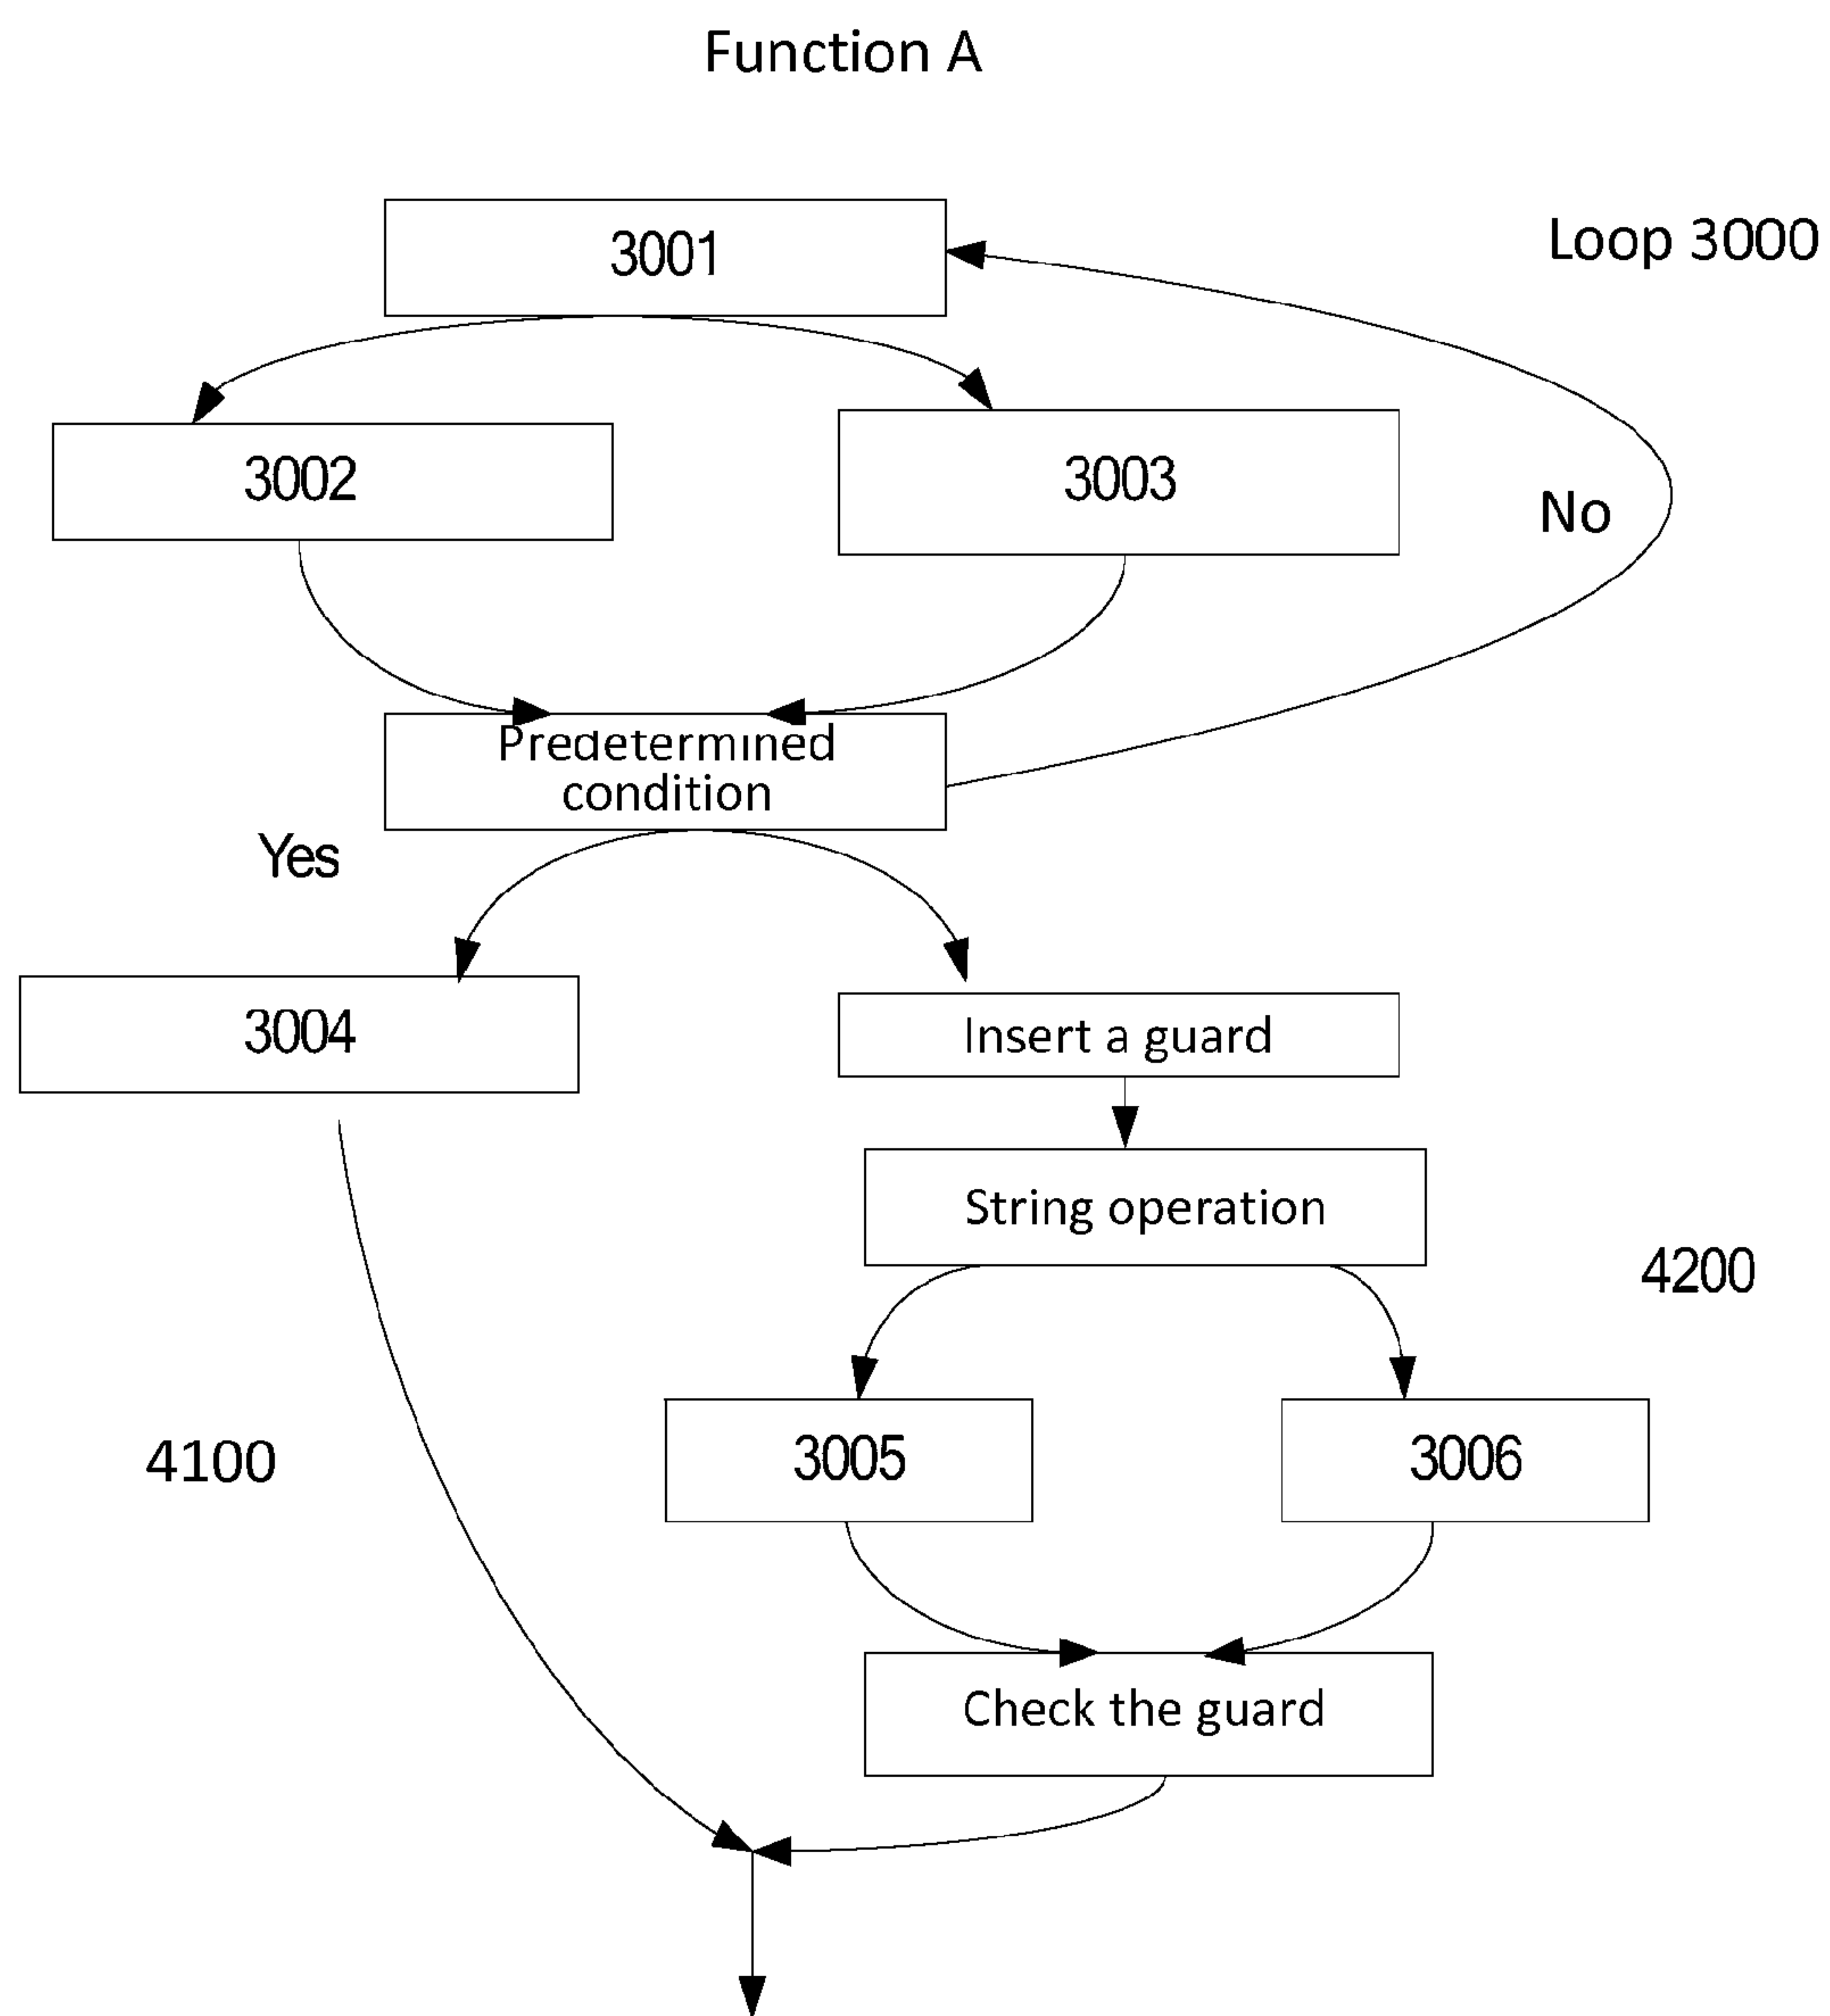 Function A
3001
Loop 3000
3002
3003
No
Predetermined
condition
Yes
3004
Insert a guard
String operation
4200
4100
3005
3006
Check the guard